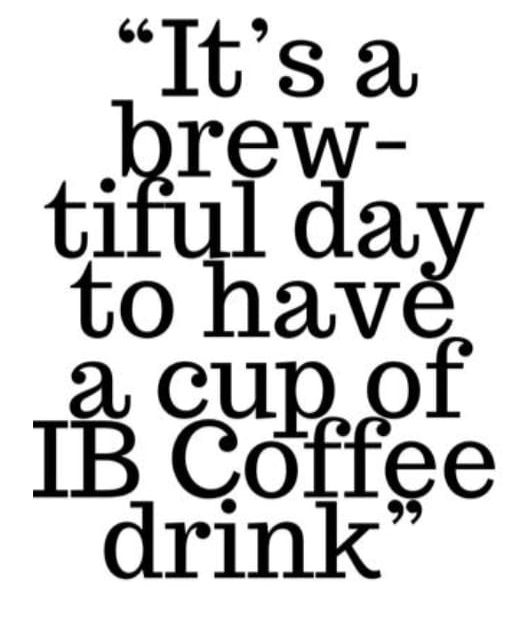 “It’s a
brew-
tiful day
to have
a cup of
IB Coffee
drink”